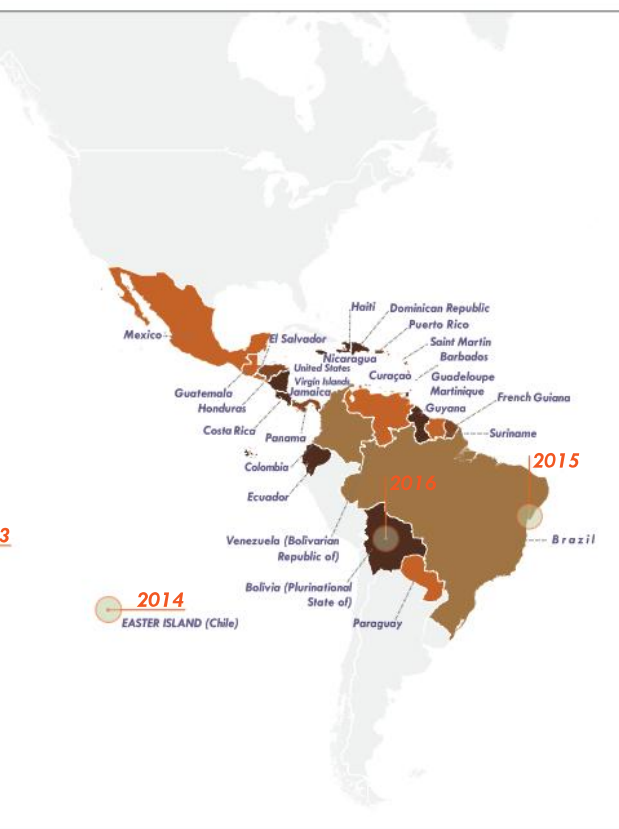 Haiti
Dominican Republic
Puerto Rico
Mexico
El Salvador
Saint Martin
Nicaragua
Barbados
United States
Virgin Islands
Curaçaò
Guadeloupe
Guatemala
Jamaica
Martinique
French Guiana
Honduras
Guyana
Costa Rica
Panama
Suriname
Colombia
2015
Ecuador
2016
3
Venezuela (Bolivarian
Republic of)
Brazil
Bolivia (Plurinational
State of)
2014
EASTER ISLAND (Chile)
Paraguay